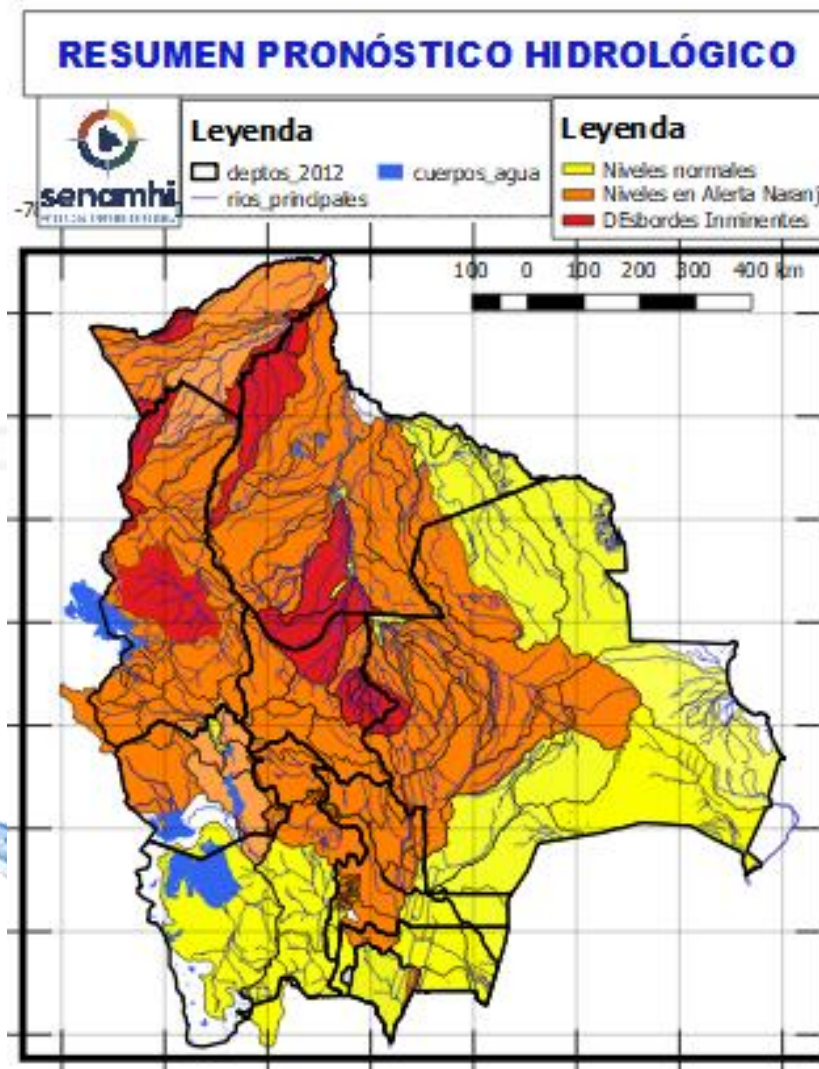 RESUMEN PRONÓSTICO HIDROLÓGICO
senamhi
Leyenda
deptos_2012 cuerpos_agua
rios_principales
Leyenda
Niveles normales
Niveles en Alerta Naranj
DEsbordes Inminentes
100 0 100 200 300 400 km